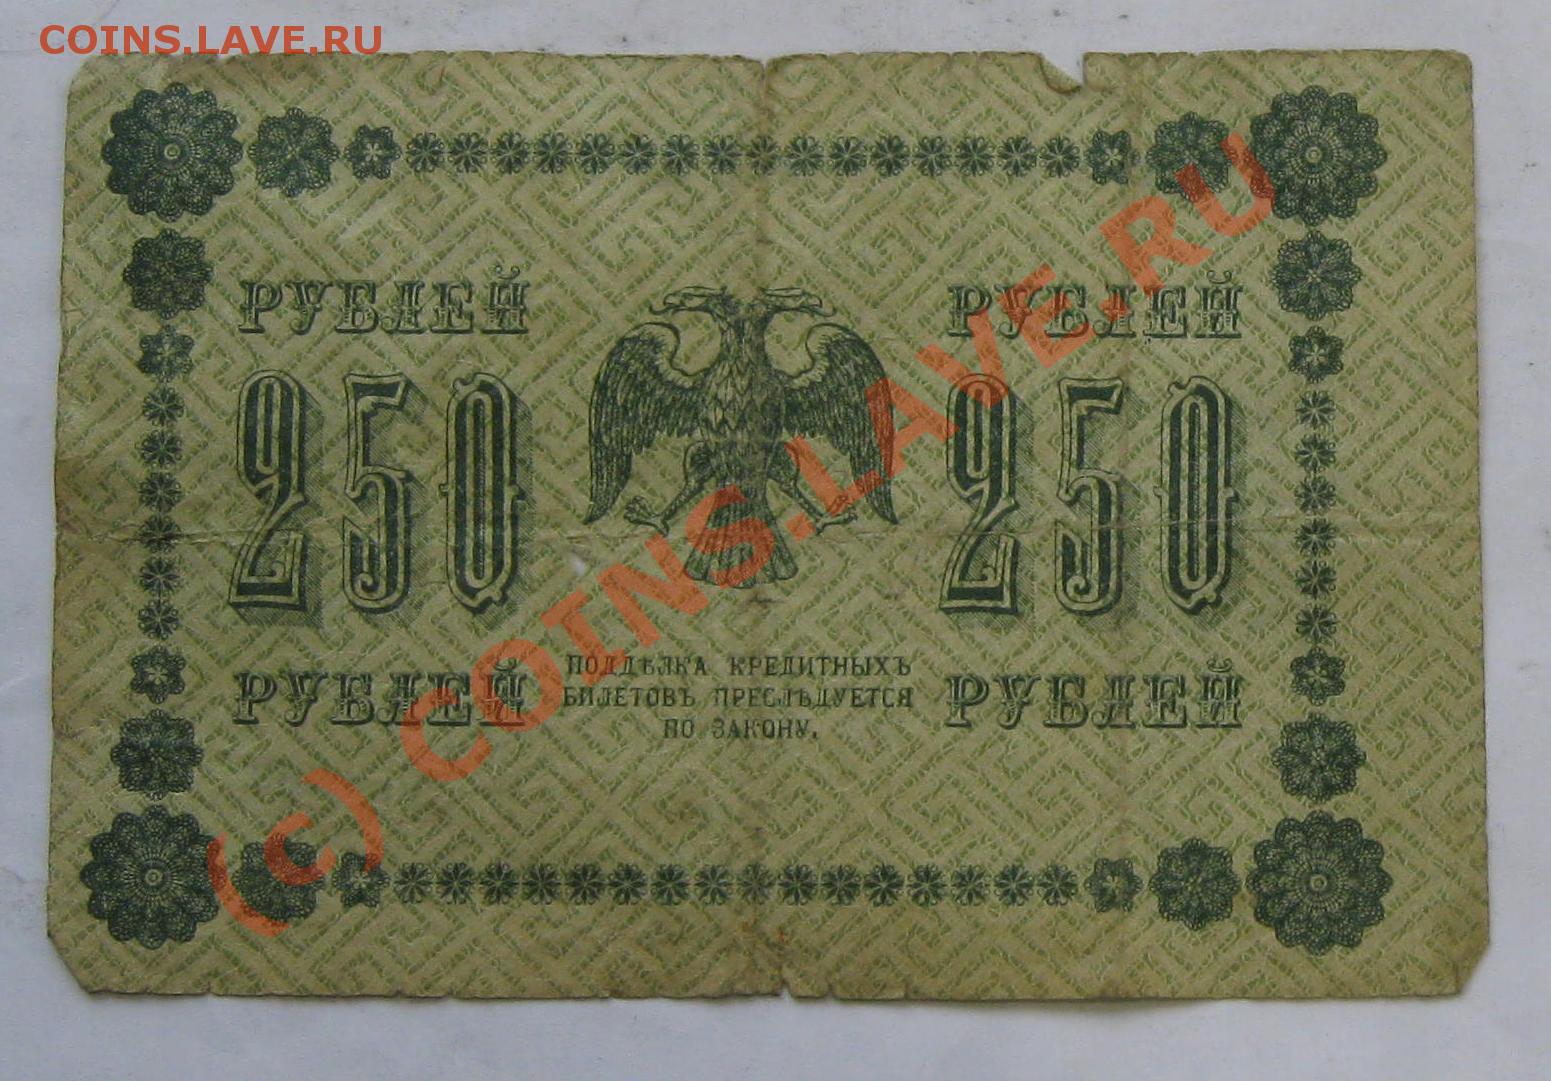 COINS.LAVE.RU
РУБЛЕЙ РУБЛЕЙ
250 250
РУБЛЕЙ РУБЛЕЙ
ПОДДѢЛКА КРЕДИТНЫХЪ
БИЛЕТОВЪ ПРЕСЛѢДУЕТСЯ
ПО ЗАКОНУ.
(c) COINS.LAVE.RU